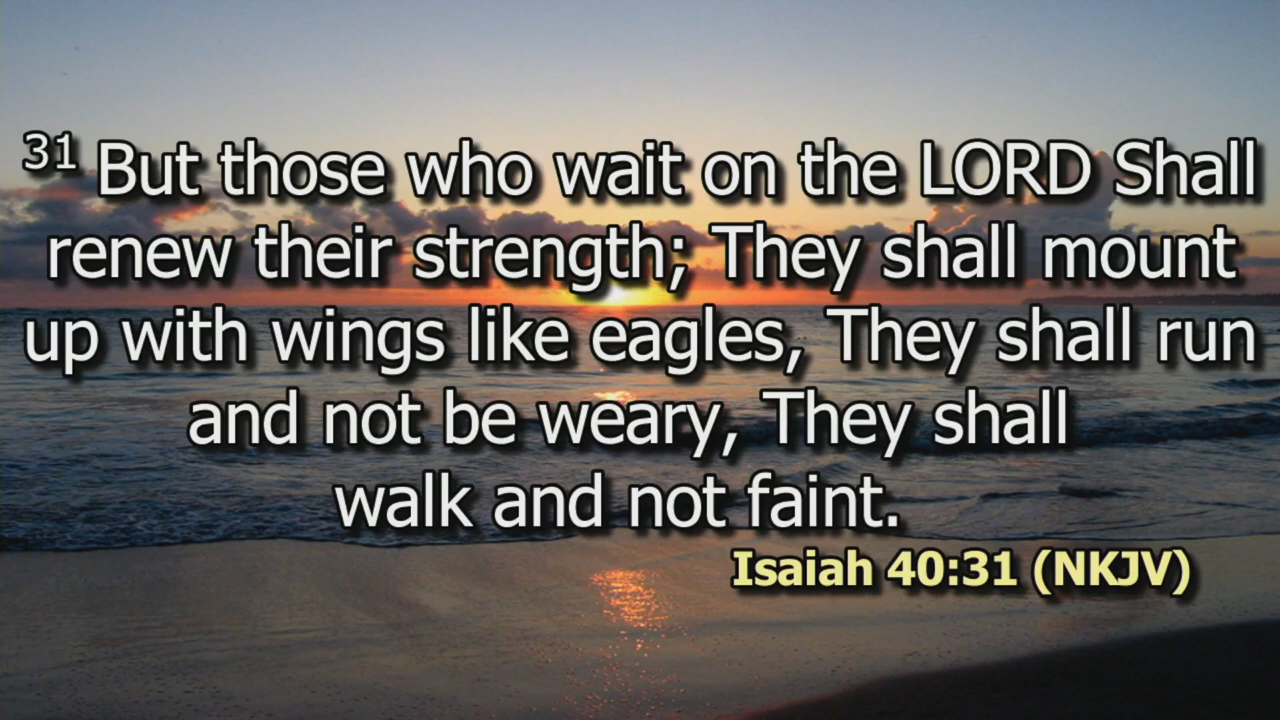 31 But those who wait on the LORD Shall
renew their strength; They shall mount
up with wings like eagles, They shall run
and not be weary, They shall
walk and not faint.
Isaiah 40:31 (NKJV)